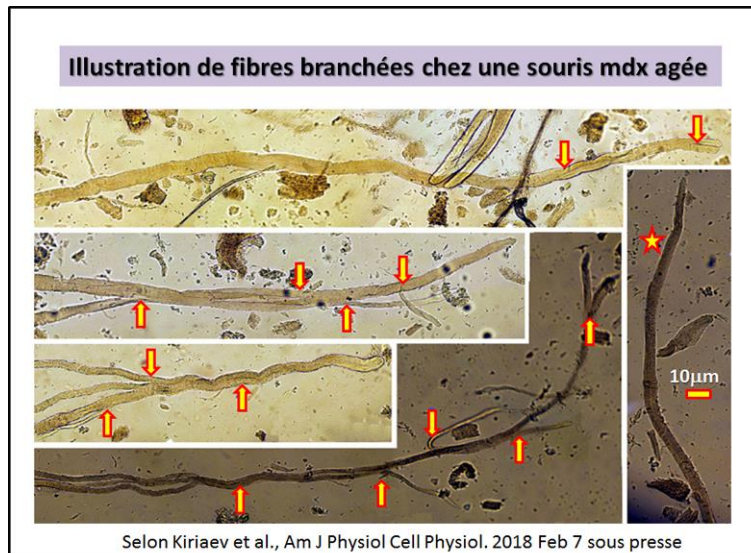 Illustration de fibres branchées chez une souris mdx agée
10µm
Selon Kiriaev et al., Am J Physiol Cell Physiol. 2018 Feb 7 sous presse